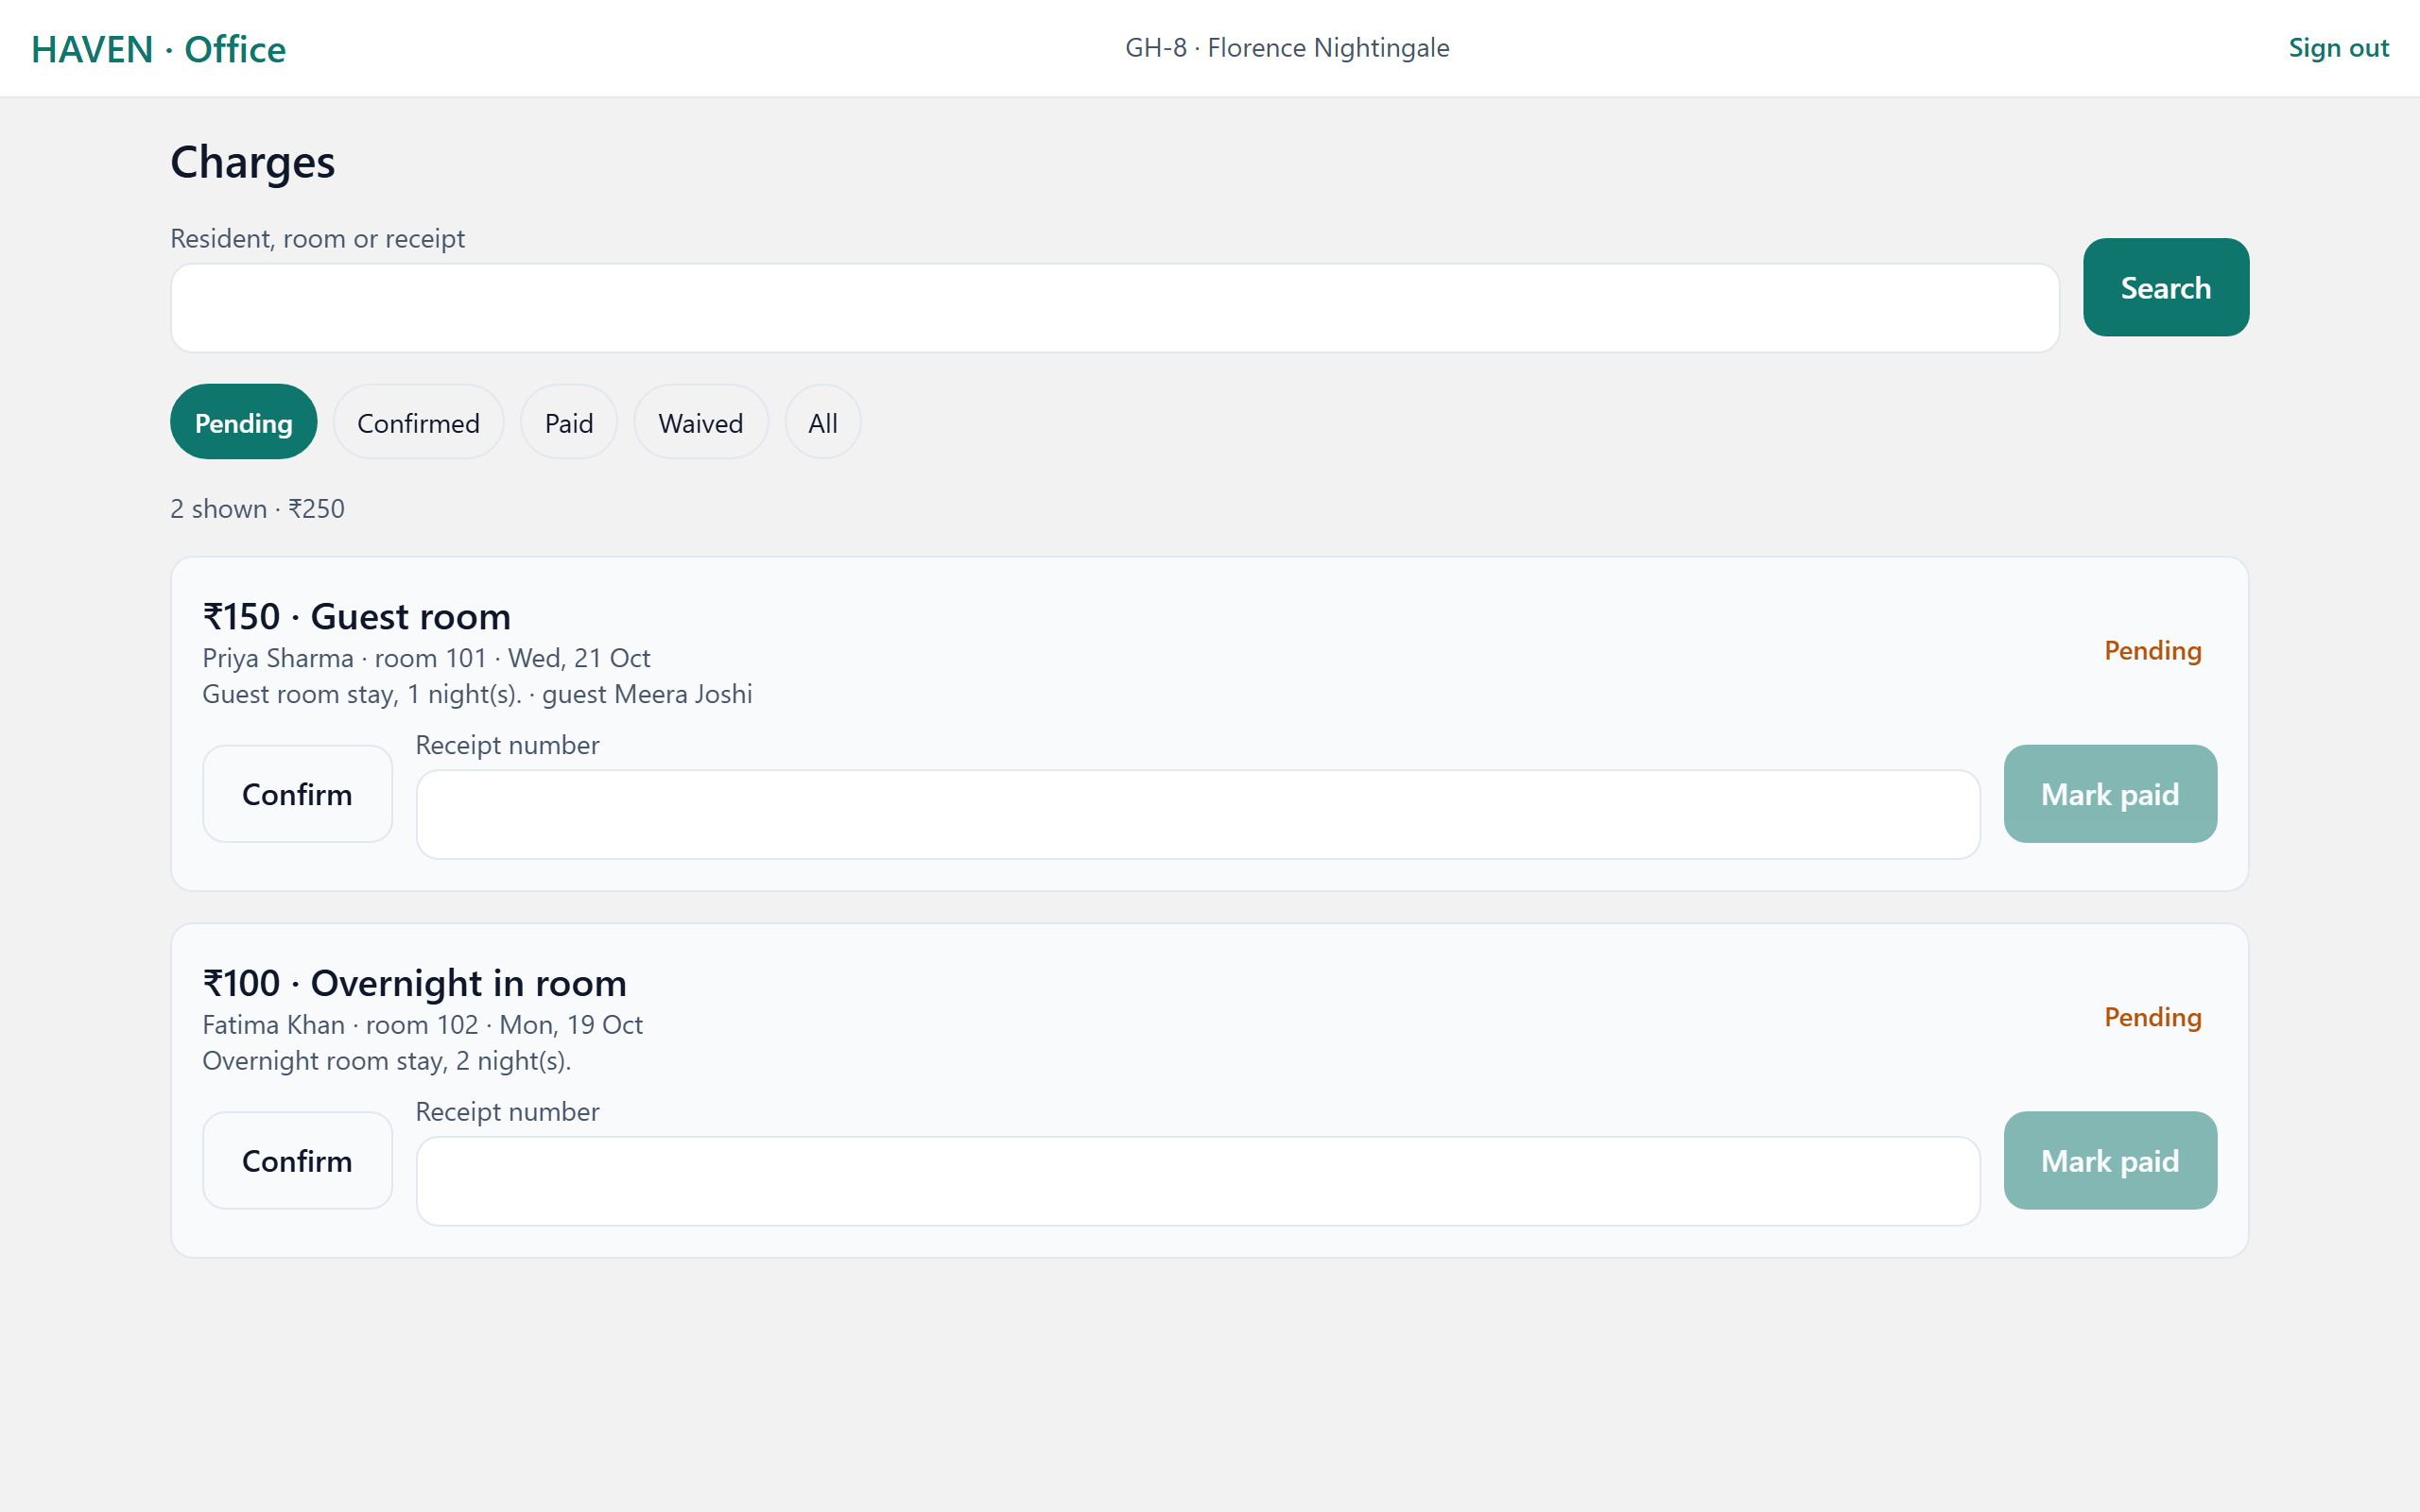 HAVEN · Office
GH-8 · Florence Nightingale
Sign out
Charges
Resident, room or receipt
Search
Pending
Confirmed
Paid
Waived
All
2 shown · ₹250
₹150 · Guest room
Priya Sharma · room 101 · Wed, 21 Oct
Guest room stay, 1 night(s). · guest Meera Joshi
Pending
Confirm
Receipt number
Mark paid
₹100 · Overnight in room
Fatima Khan · room 102 · Mon, 19 Oct
Overnight room stay, 2 night(s).
Pending
Confirm
Receipt number
Mark paid